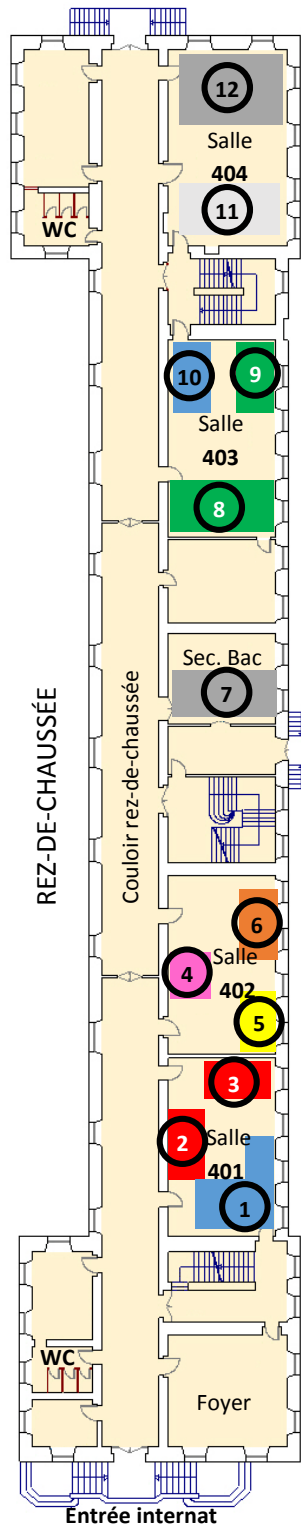 12
Salle
404
11
WC
10
9
Salle
403
8
Sec. Bac
7
REZ-DE-CHAUSSÉE
Couloir rez-de-chaussée
6
4
Salle
402
5
3
2
Salle
401
1
WC
Foyer
Entrée internat